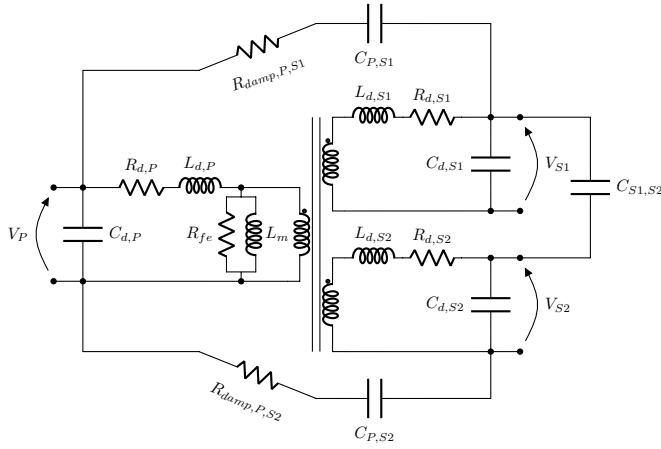 C_{P,S1}
R_{damp,P,S1}
L_{d,S1}
R_{d,S1}
R_{d,P}
L_{d,P}
C_{d,S1}
V_{S1}
C_{S1,S2}
V_P
C_{d,P}
R_{fe}
L_m
L_{d,S2}
R_{d,S2}
C_{d,S2}
V_{S2}
R_{damp,P,S2}
C_{P,S2}